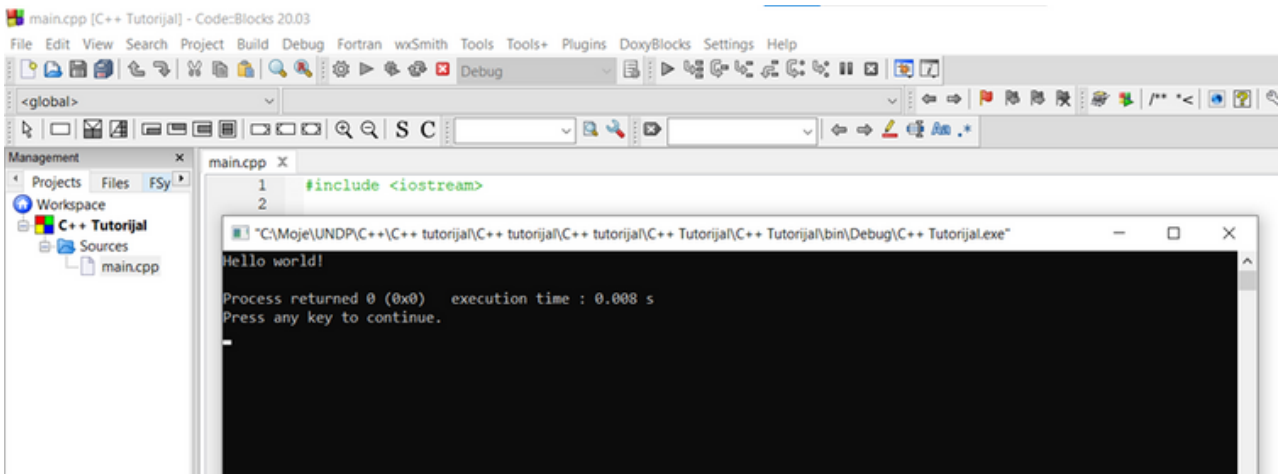 main.cpp [C++ Tutorijal] - Code::Blocks 20.03
File Edit View Search Project Build Debug Fortran wxSmith Tools Tools+ Plugins DoxyBlocks Settings Help
Debug
<global>
/** *<
S C
Aa .*
Management
Projects Files FSy
main.cpp
Workspace
C++ Tutorijal
Sources
main.cpp
1 #include <iostream>
2
"C:\Moje\UNDP\C++\C++ tutorijal\C++ tutorijal\C++ tutorijal\C++ Tutorijal\C++ Tutorijal\bin\Debug\C++ Tutorijal.exe"
Hello world!
Process returned 0 (0x0) execution time : 0.008 s
Press any key to continue.